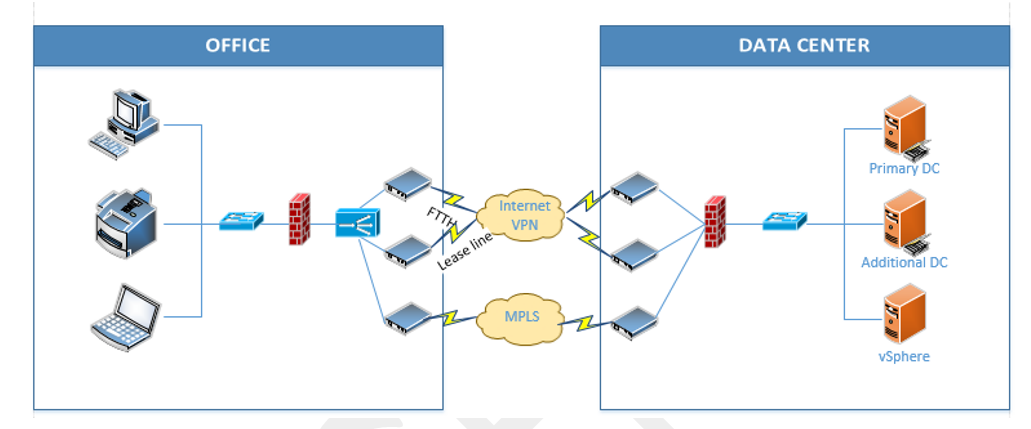 OFFICE
DATA CENTER
Primary DC
FTTH
Internet
VPN
Lease line
Additional DC
MPLS
vSphere